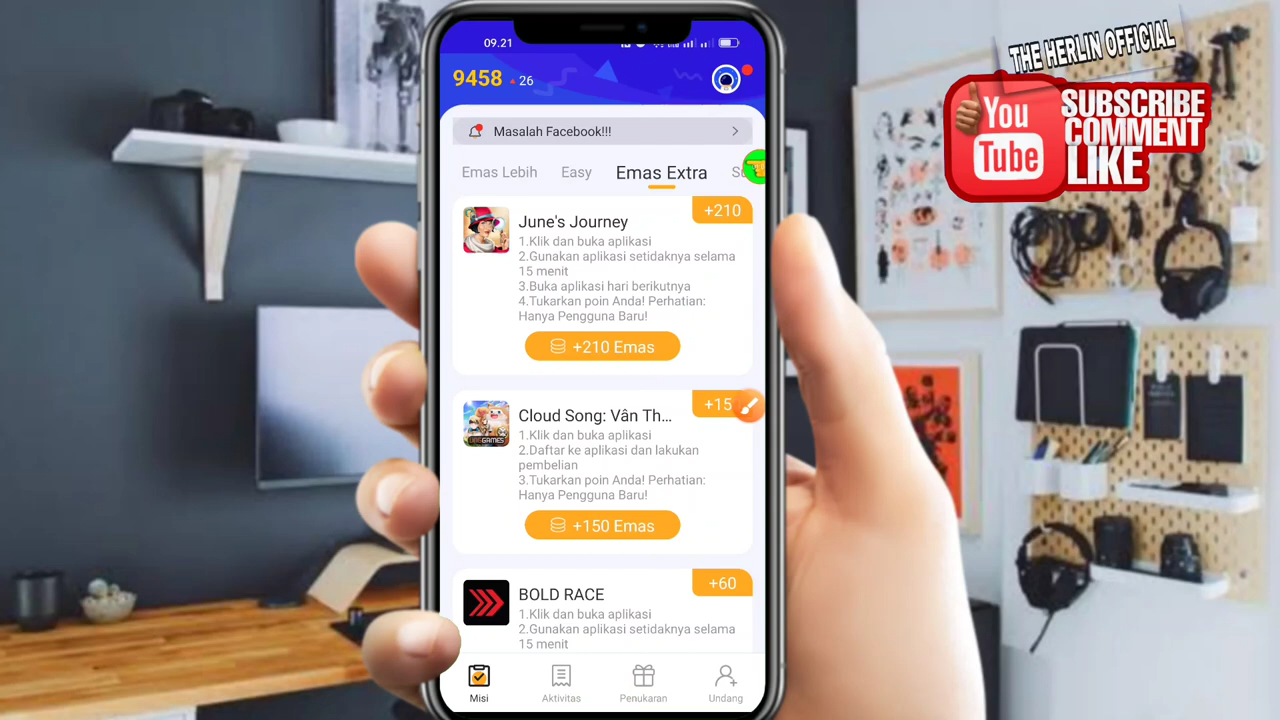 09.21
9458 26
Masalah Facebook!!!
Emas Lebih Easy Emas Extra
June's Journey
+210
1.Klik dan buka aplikasi
2.Gunakan aplikasi setidaknya selama
15 menit
3.Buka aplikasi hari berikutnya
4.Tukarkan poin Anda! Perhatian:
Hanya Pengguna Baru!
+210 Emas
Cloud Song: Vân Th...
+15
1.Klik dan buka aplikasi
2.Daftar ke aplikasi dan lakukan
pembelian
3.Tukarkan poin Anda! Perhatian:
Hanya Pengguna Baru!
+150 Emas
BOLD RACE
+60
1.Klik dan buka aplikasi
2.Gunakan aplikasi setidaknya selama
15 menit
Misi Aktivitas Penukaran Undang
THE HERLIN OFFICIAL
You
Tube
SUBSCRIBE
COMMENT
LIKE